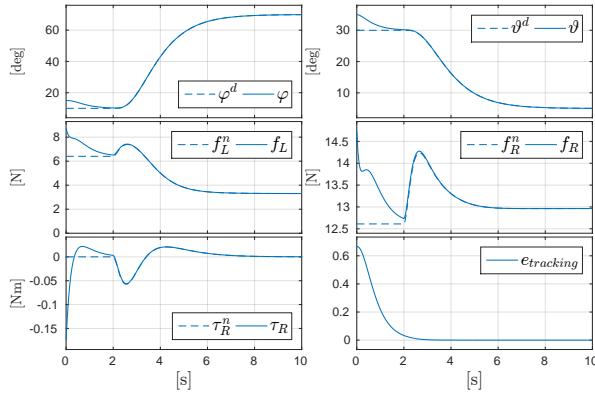 [deg]
60
40
20
φ^d φ
[deg]
30
20
10
ϑ^d ϑ
[N]
8
6
4
2
0
f_L^n f_L
[N]
14.5
14
13.5
13
12.5
f_R^n f_R
[Nm]
0
-0.05
-0.1
-0.15
τ_R^n τ_R
0 2 4 6 8 10
[s]
0.6
0.4
0.2
0
e_{tracking}
0 2 4 6 8 10
[s]